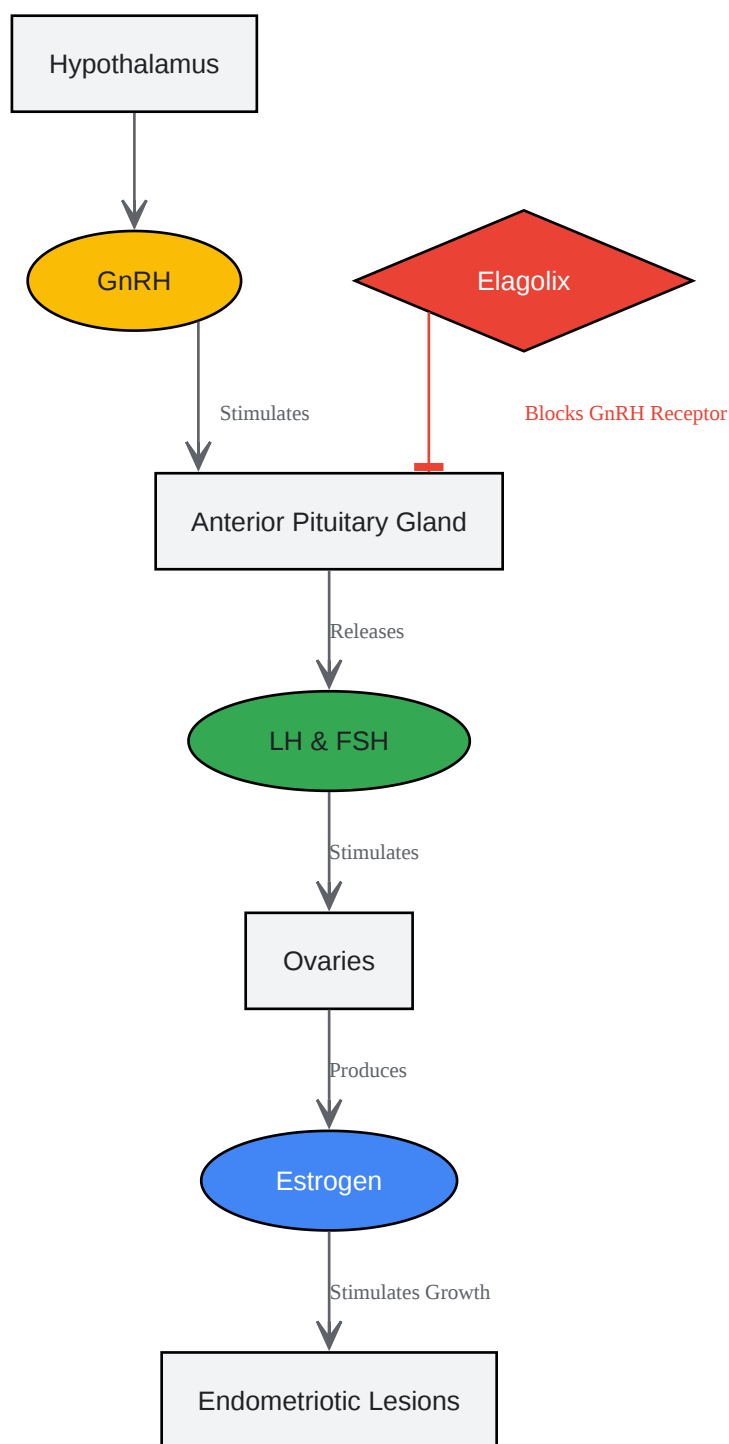 Hypothalamus
GnRH
Elagolix
Stimulates
Blocks GnRH Receptor
Anterior Pituitary Gland
Releases
LH & FSH
Stimulates
Ovaries
Produces
Estrogen
Stimulates Growth
Endometriotic Lesions